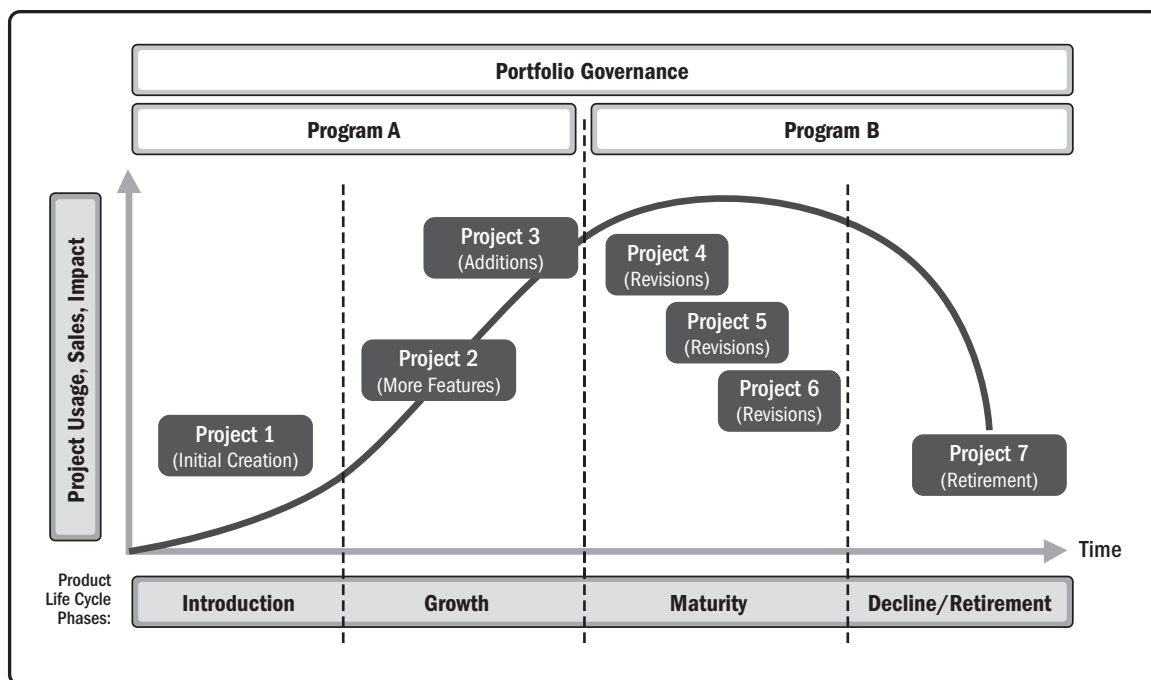 Portfolio Governance
Program A
Program B
Project Usage, Sales, Impact
Project 3
(Additions)
Project 4
(Revisions)
Project 5
(Revisions)
Project 2
(More Features)
Project 6
(Revisions)
Project 1
(Initial Creation)
Project 7
(Retirement)
Time
Product
Life Cycle
Phases:
Introduction
Growth
Maturity
Decline/Retirement